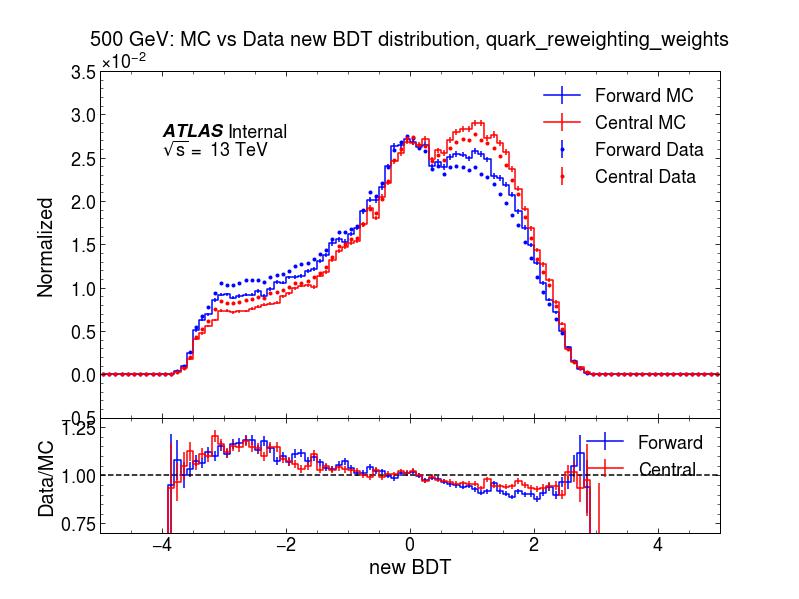 500 GeV: MC vs Data new BDT distribution, quark_reweighting_weights
×10⁻²
3.5
3.0
2.5
2.0
1.5
1.0
0.5
0.0
0.5
Normalized
ATLAS Internal
√s = 13 TeV
Forward MC
Central MC
Forward Data
Central Data
1.25
1.00
0.75
Data/MC
Forward
Central
−4 −2 0 2 4
new BDT